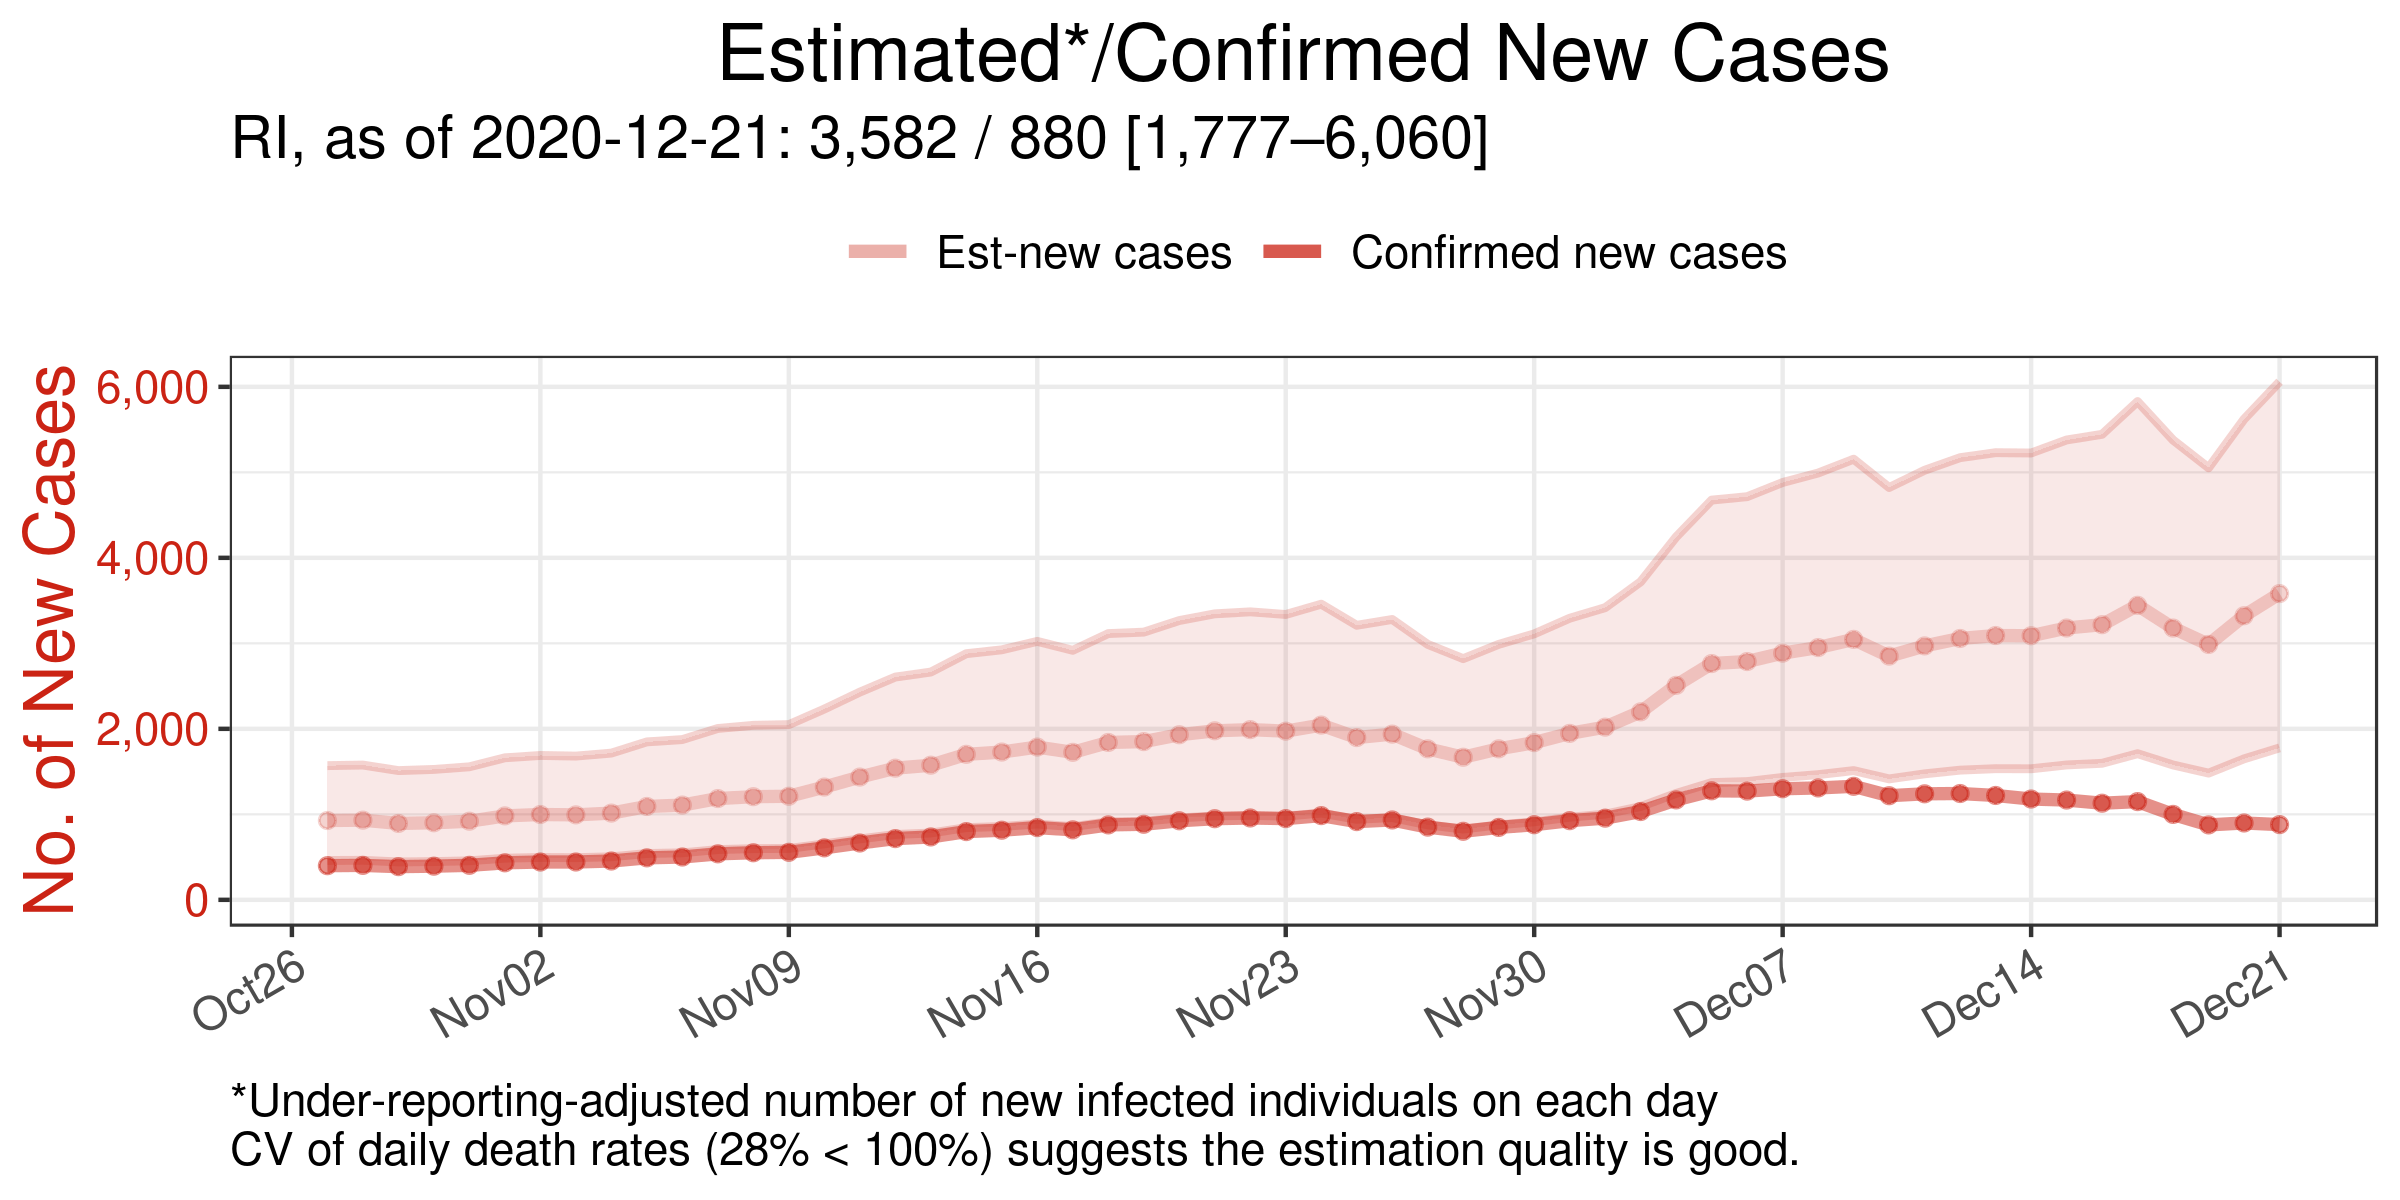 Estimated*/Confirmed New Cases
RI, as of 2020-12-21: 3,582 / 880 [1,777–6,060]
Est-new cases
Confirmed new cases
No. of New Cases
6,000
4,000
2,000
0
Oct26
Nov02
Nov09
Nov16
Nov23
Nov30
Dec07
Dec14
Dec21
*Under-reporting-adjusted number of new infected individuals on each day
CV of daily death rates (28% < 100%) suggests the estimation quality is good.